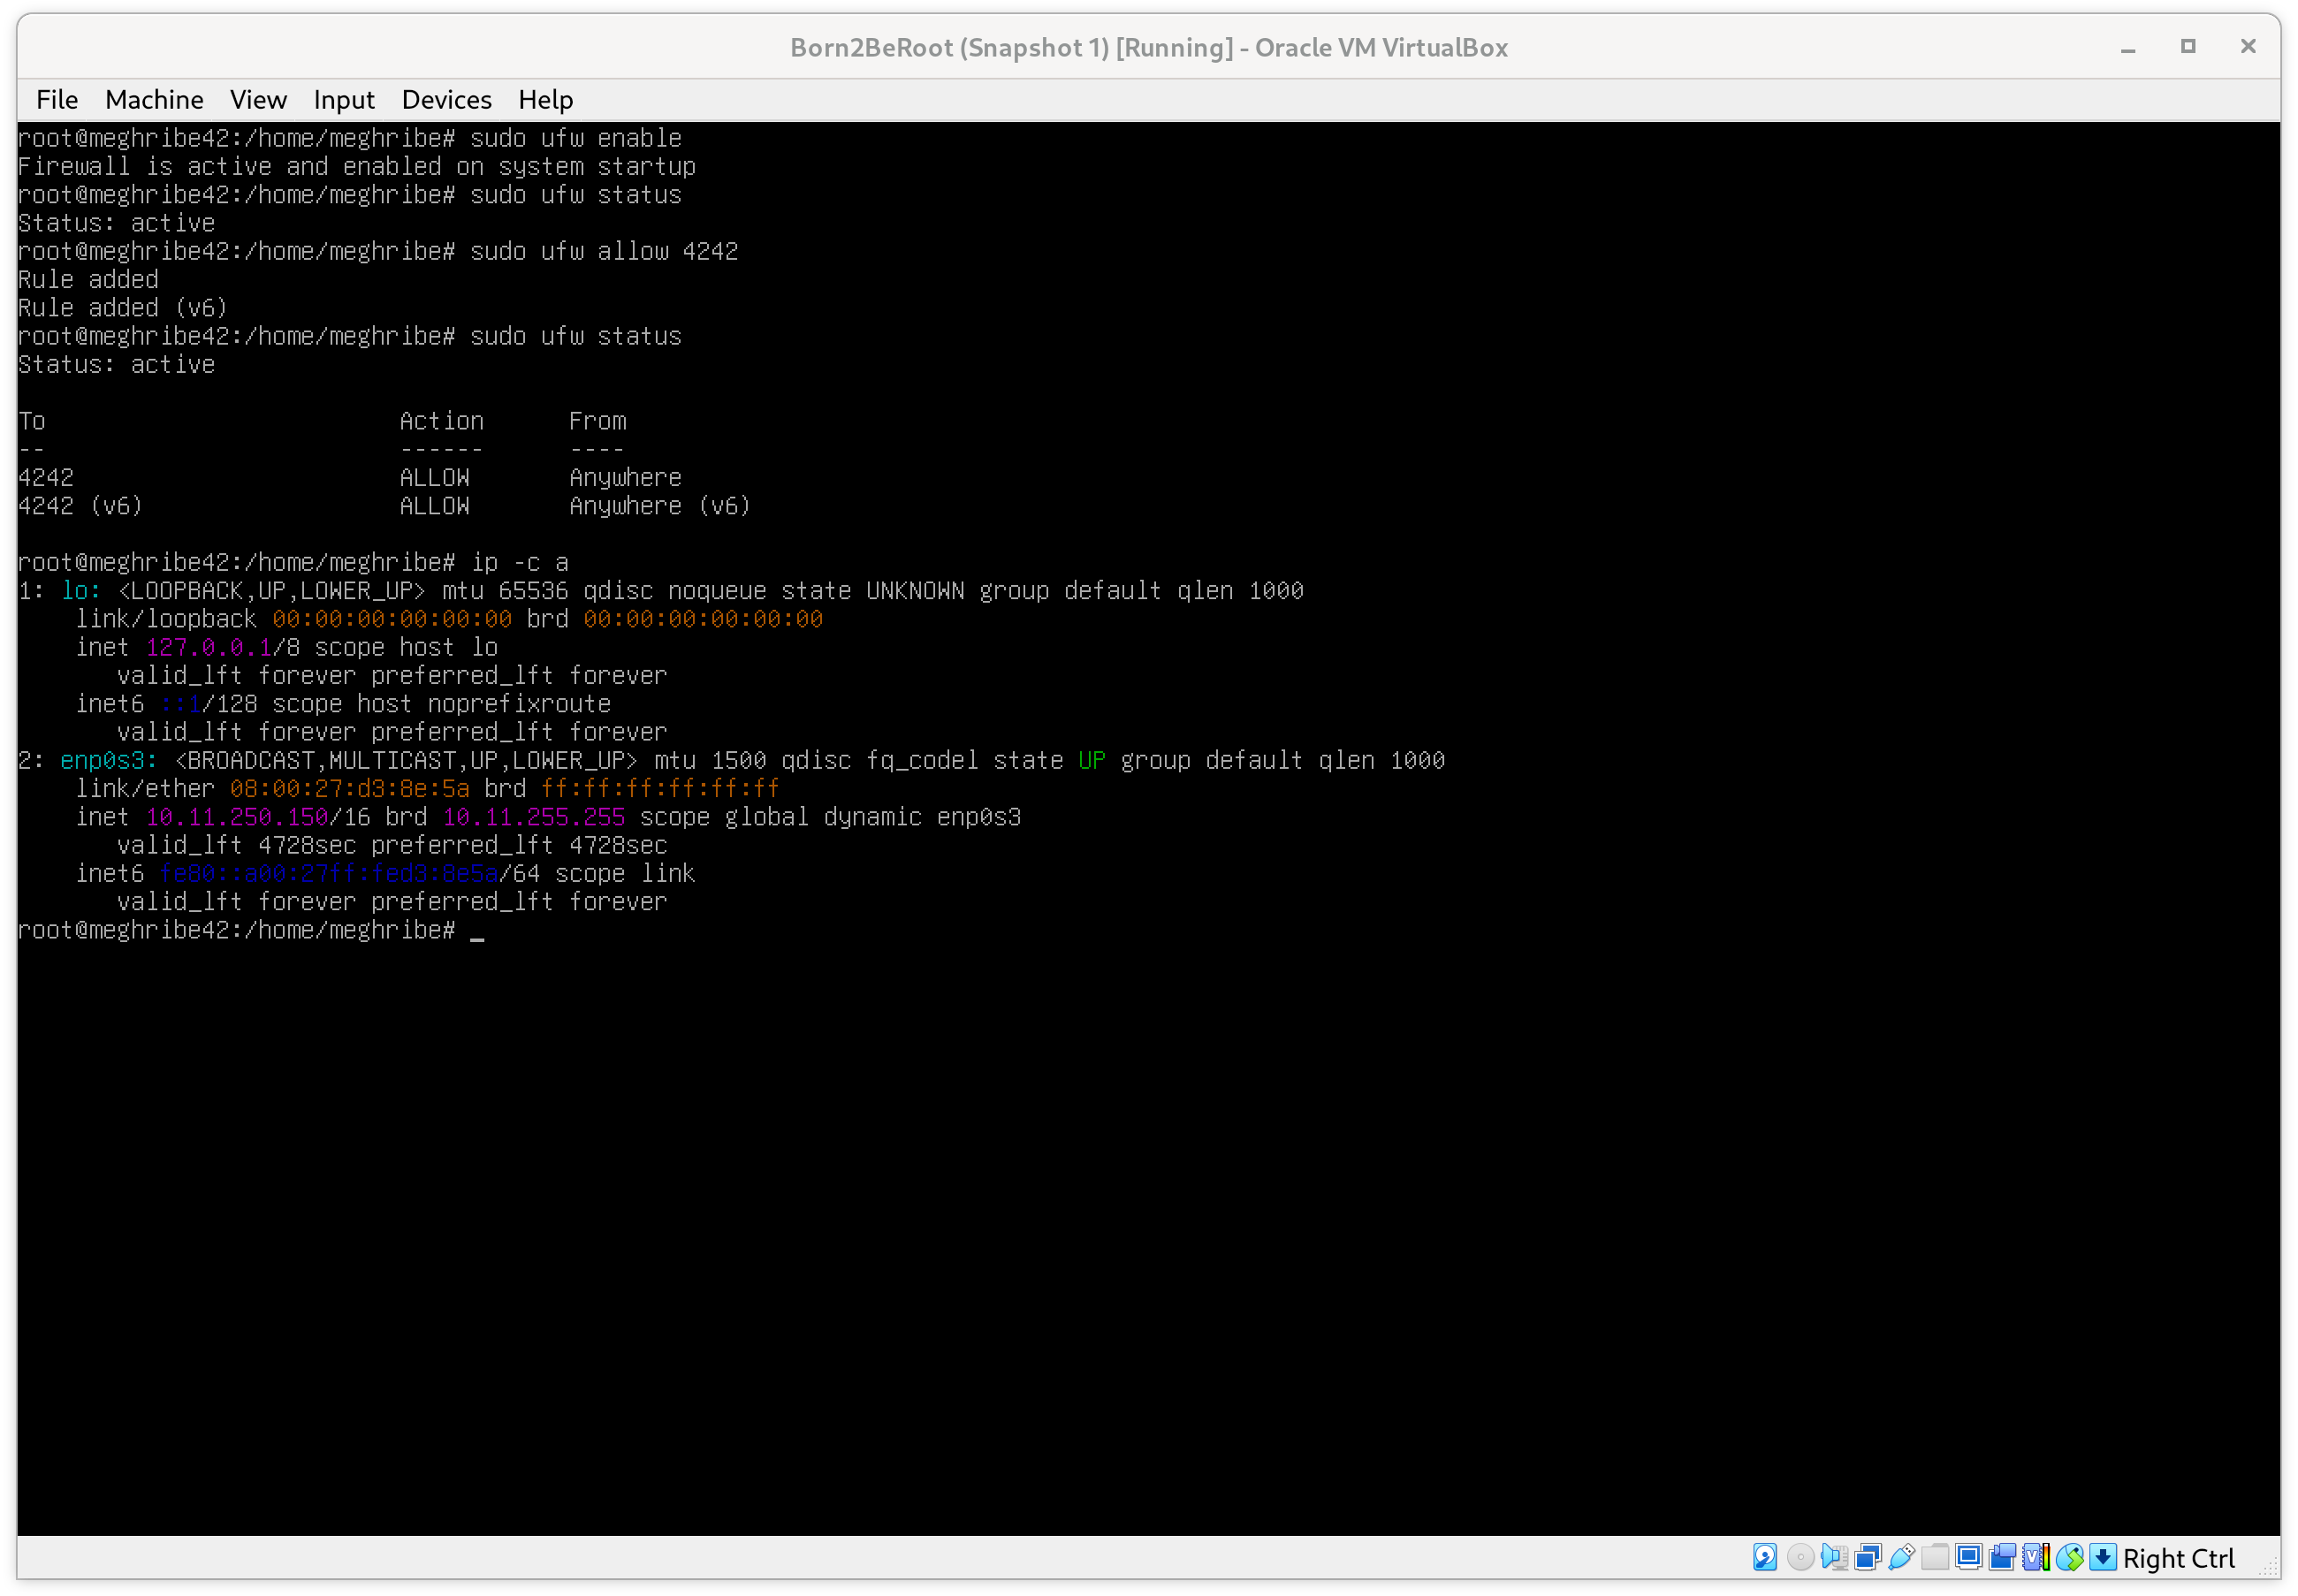 Born2BeRoot (Snapshot 1) [Running] - Oracle VM VirtualBox
File Machine View Input Devices Help
root@meghribe42:/home/meghribe# sudo ufw enable
Firewall is active and enabled on system startup
root@meghribe42:/home/meghribe# sudo ufw status
Status: active
root@meghribe42:/home/meghribe# sudo ufw allow 4242
Rule added
Rule added (v6)
root@meghribe42:/home/meghribe# sudo ufw status
Status: active
To                         Action      From
--                         ------      ----
4242                       ALLOW       Anywhere
4242 (v6)                  ALLOW       Anywhere (v6)
root@meghribe42:/home/meghribe# ip -c a
1: lo: <LOOPBACK,UP,LOWER_UP> mtu 65536 qdisc noqueue state UNKNOWN group default qlen 1000
    link/loopback 00:00:00:00:00:00 brd 00:00:00:00:00:00
    inet 127.0.0.1/8 scope host lo
       valid_lft forever preferred_lft forever
    inet6 ::1/128 scope host noprefixroute
       valid_lft forever preferred_lft forever
2: enp0s3: <BROADCAST,MULTICAST,UP,LOWER_UP> mtu 1500 qdisc fq_codel state UP group default qlen 1000
    link/ether 08:00:27:d3:8e:5a brd ff:ff:ff:ff:ff:ff
    inet 10.11.250.150/16 brd 10.11.255.255 scope global dynamic enp0s3
       valid_lft 4728sec preferred_lft 4728sec
    inet6 fe80::a00:27ff:fed3:8e5a/64 scope link
       valid_lft forever preferred_lft forever
root@meghribe42:/home/meghribe# _
Right Ctrl